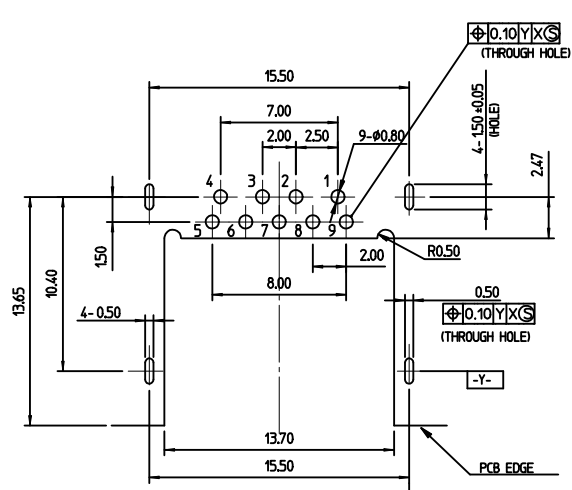 ⌖ 0.10 Y X Ⓢ
(THROUGH HOLE)
15.50
7.00
2.00 2.50
9-Ø0.80
4-1.50 ±0.05
(HOLE)
2.47
4 3 2 1
5 6 7 8 9
1.50
10.40
13.65
R0.50
2.00
8.00
4-0.50
0.50
⌖ 0.10 Y X Ⓢ
(THROUGH HOLE)
-Y-
13.70
15.50
PCB EDGE